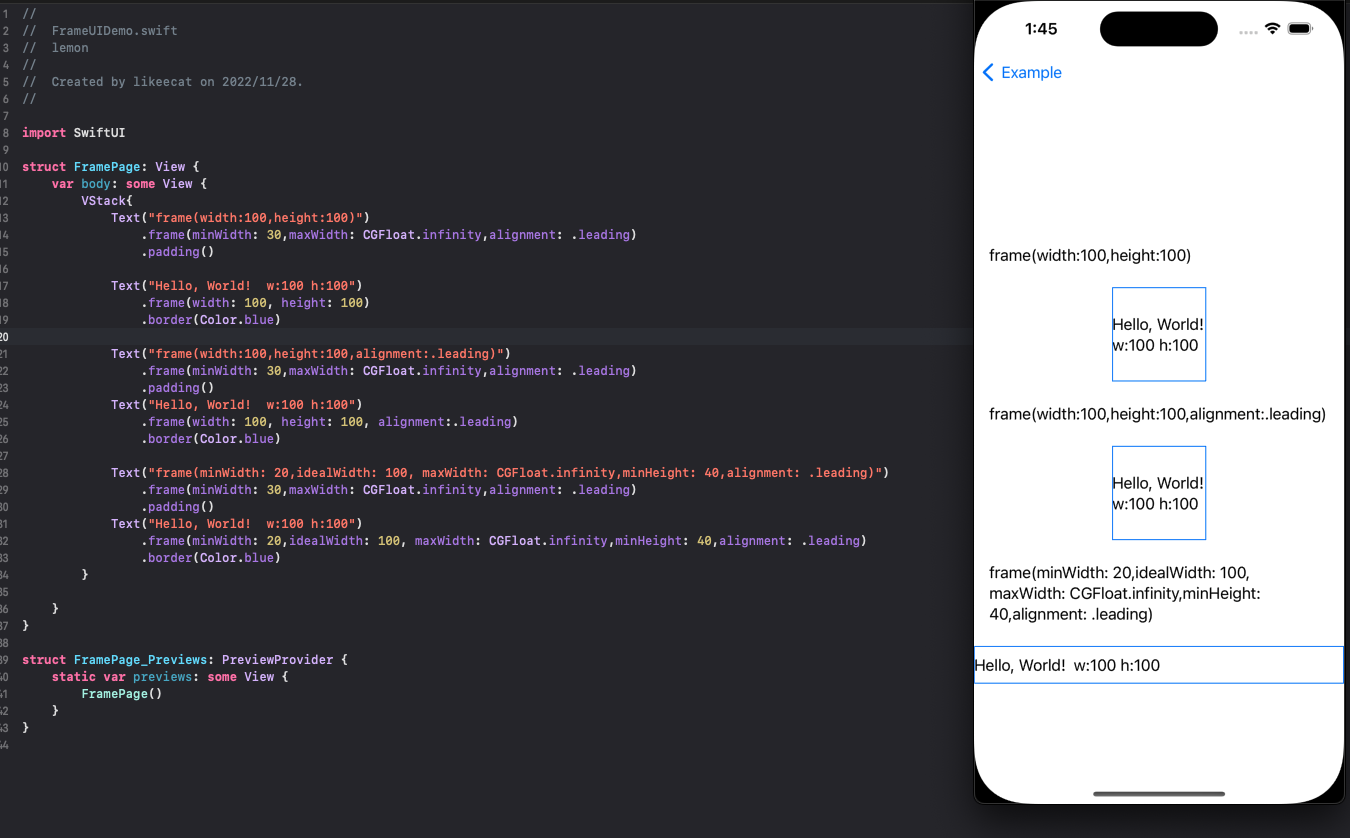 1 //
2 //  FrameUIDemo.swift
3 //  lemon
4 //
5 //  Created by likeecat on 2022/11/28.
6 //
7
8 import SwiftUI
9
10 struct FramePage: View {
11     var body: some View {
12         VStack{
13             Text("frame(width:100,height:100)")
14                 .frame(minWidth: 30,maxWidth: CGFloat.infinity,alignment: .leading)
15                 .padding()
16
17             Text("Hello, World!  w:100 h:100")
18                 .frame(width: 100, height: 100)
19                 .border(Color.blue)
20
21             Text("frame(width:100,height:100,alignment:.leading)")
22                 .frame(minWidth: 30,maxWidth: CGFloat.infinity,alignment: .leading)
23                 .padding()
24             Text("Hello, World!  w:100 h:100")
25                 .frame(width: 100, height: 100, alignment:.leading)
26                 .border(Color.blue)
27
28             Text("frame(minWidth: 20,idealWidth: 100, maxWidth: CGFloat.infinity,minHeight: 40,alignment: .leading)")
29                 .frame(minWidth: 30,maxWidth: CGFloat.infinity,alignment: .leading)
30                 .padding()
31             Text("Hello, World!  w:100 h:100")
32                 .frame(minWidth: 20,idealWidth: 100, maxWidth: CGFloat.infinity,minHeight: 40,alignment: .leading)
33                 .border(Color.blue)
34         }
35
36     }
37 }
38
39 struct FramePage_Previews: PreviewProvider {
40     static var previews: some View {
41         FramePage()
42     }
43 }
44
1:45
Example
frame(width:100,height:100)
Hello, World!
w:100 h:100
frame(width:100,height:100,alignment:.leading)
Hello, World!
w:100 h:100
frame(minWidth: 20,idealWidth: 100,
maxWidth: CGFloat.infinity,minHeight:
40,alignment: .leading)
Hello, World!  w:100 h:100